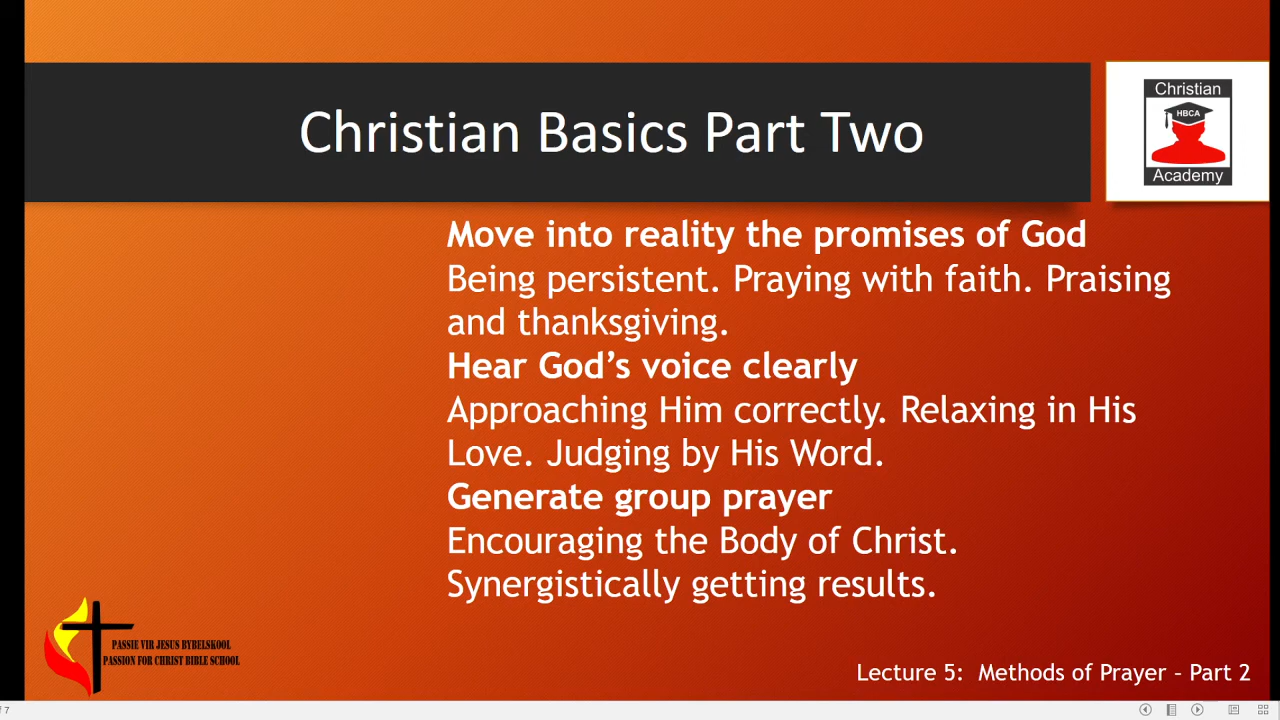 Christian Basics Part Two
Christian
HBCA
Academy
Move into reality the promises of God
Being persistent. Praying with faith. Praising
and thanksgiving.
Hear God’s voice clearly
Approaching Him correctly. Relaxing in His
Love. Judging by His Word.
Generate group prayer
Encouraging the Body of Christ.
Synergistically getting results.
PASSIE VIR JESUS BYBELSKOOL
PASSION FOR CHRIST BIBLE SCHOOL
Lecture 5: Methods of Prayer – Part 2
of 7